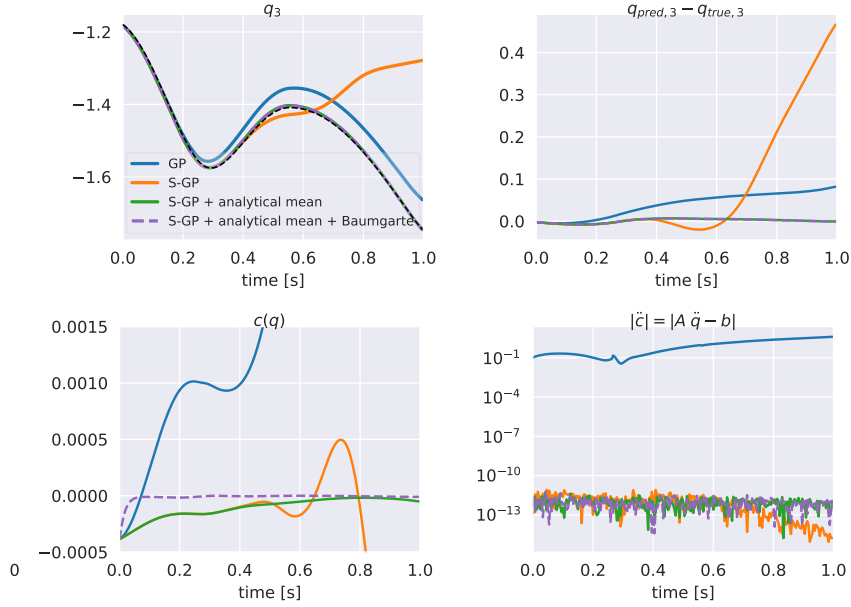 q3
−1.2
−1.4
−1.6
GP
S-GP
S-GP + analytical mean
S-GP + analytical mean + Baumgarte
0.0 0.2 0.4 0.6 0.8 1.0
time [s]
qpred, 3 − qtrue, 3
0.4
0.3
0.2
0.1
0.0
0.0 0.2 0.4 0.6 0.8 1.0
time [s]
c(q)
0.0015
0.0010
0.0005
0.0000
−0.0005
0
0.0 0.2 0.4 0.6 0.8 1.0
time [s]
|c̈| = |A q̈ − b|
10⁻¹
10⁻⁴
10⁻⁷
10⁻¹⁰
10⁻¹³
0.0 0.2 0.4 0.6 0.8 1.0
time [s]